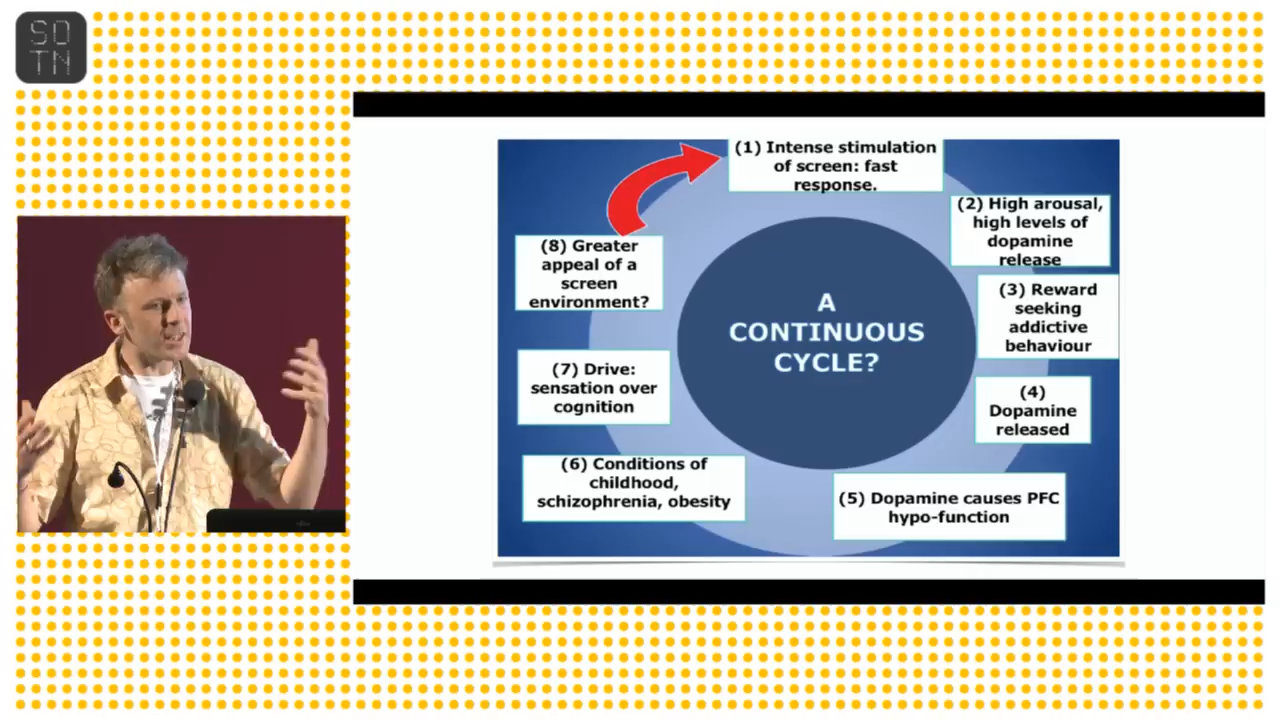 SD
TN
(1) Intense stimulation
of screen: fast
response.
(2) High arousal,
high levels of
dopamine
release
(3) Reward
seeking
addictive
behaviour
(4)
Dopamine
released
(5) Dopamine causes PFC
hypo-function
(6) Conditions of
childhood,
schizophrenia, obesity
(7) Drive:
sensation over
cognition
(8) Greater
appeal of a
screen
environment?
A
CONTINUOUS
CYCLE?